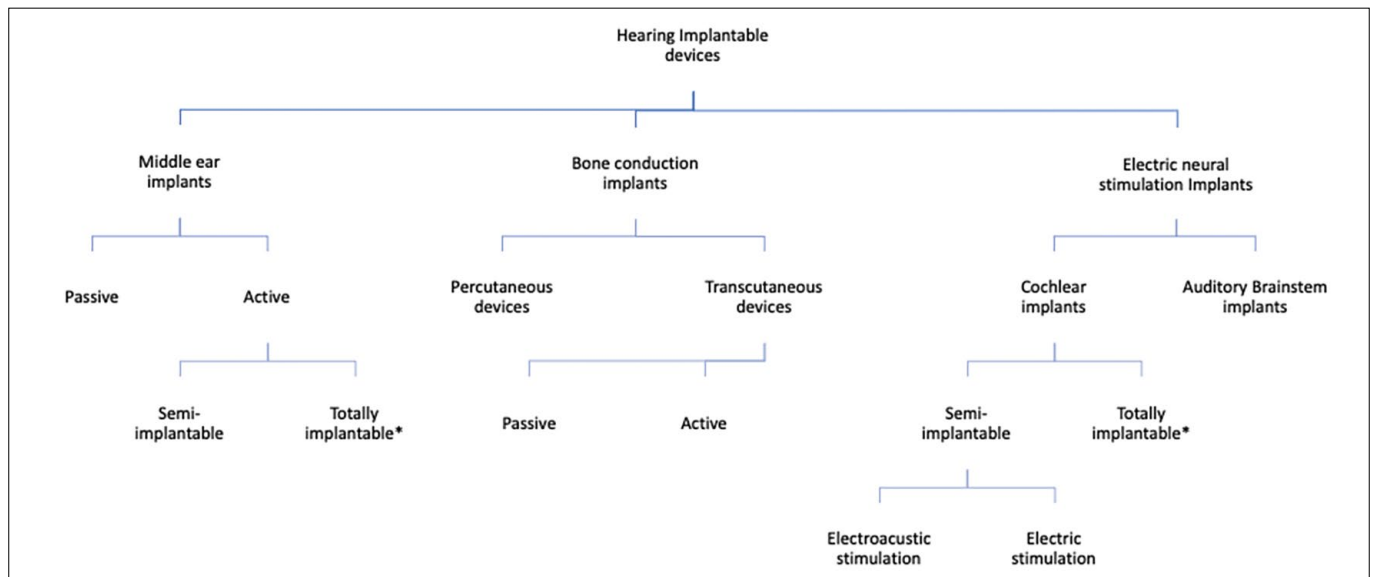 Hearing Implantable
devices
Middle ear
implants
Bone conduction
implants
Electric neural
stimulation Implants
Passive
Active
Percutaneous
devices
Transcutaneous
devices
Cochlear
implants
Auditory Brainstem
implants
Semi-
implantable
Totally
implantable*
Passive
Active
Semi-
implantable
Totally
implantable*
Electroacustic
stimulation
Electric
stimulation